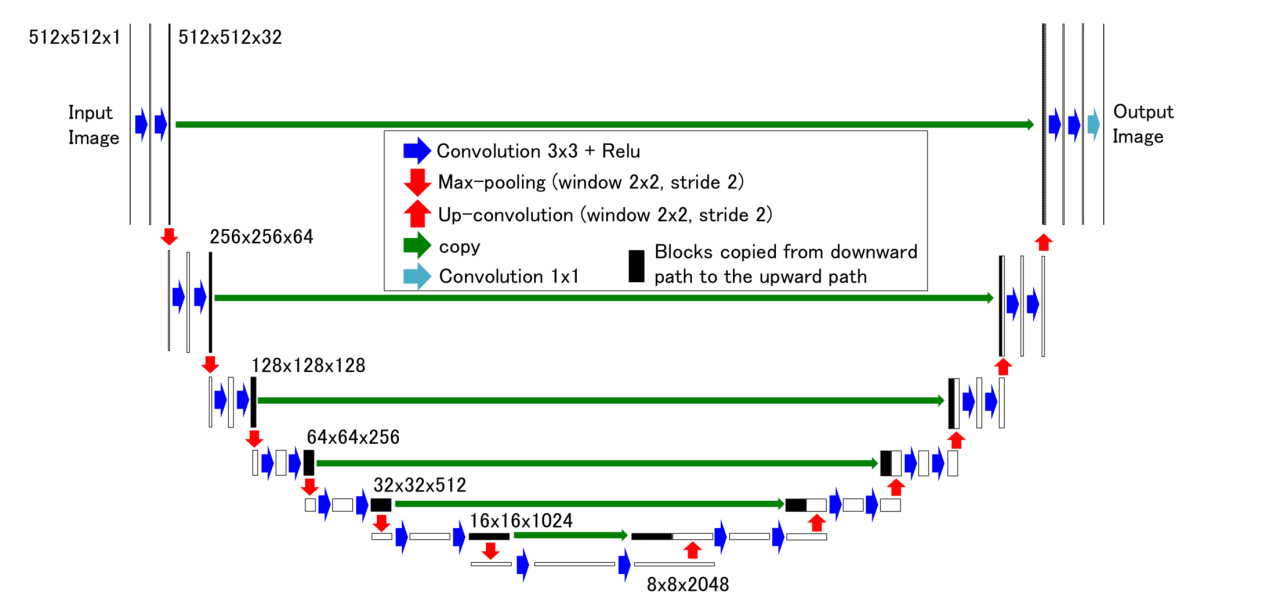 512x512x1
512x512x32
Input
Image
Output
Image
Convolution 3x3 + Relu
Max-pooling (window 2x2, stride 2)
Up-convolution (window 2x2, stride 2)
copy
Convolution 1x1
Blocks copied from downward
path to the upward path
256x256x64
128x128x128
64x64x256
32x32x512
16x16x1024
8x8x2048